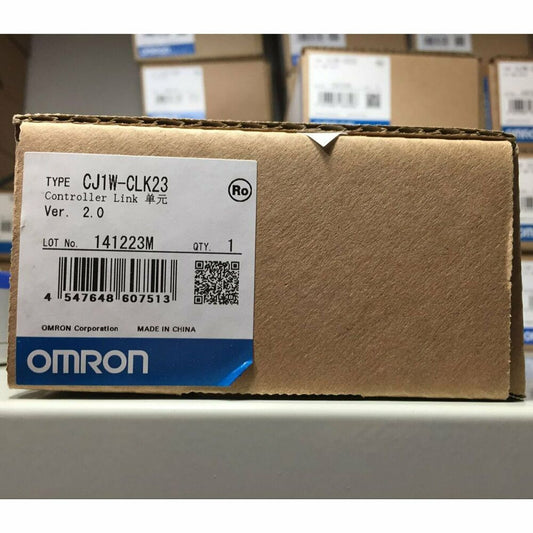 TYPE CJ1W-CLK23
Controller Link 单元
Ver. 2.0
Ro
LOT No. 141223M QTY. 1
4 547648 607513
OMRON Corporation MADE IN CHINA
OMRON